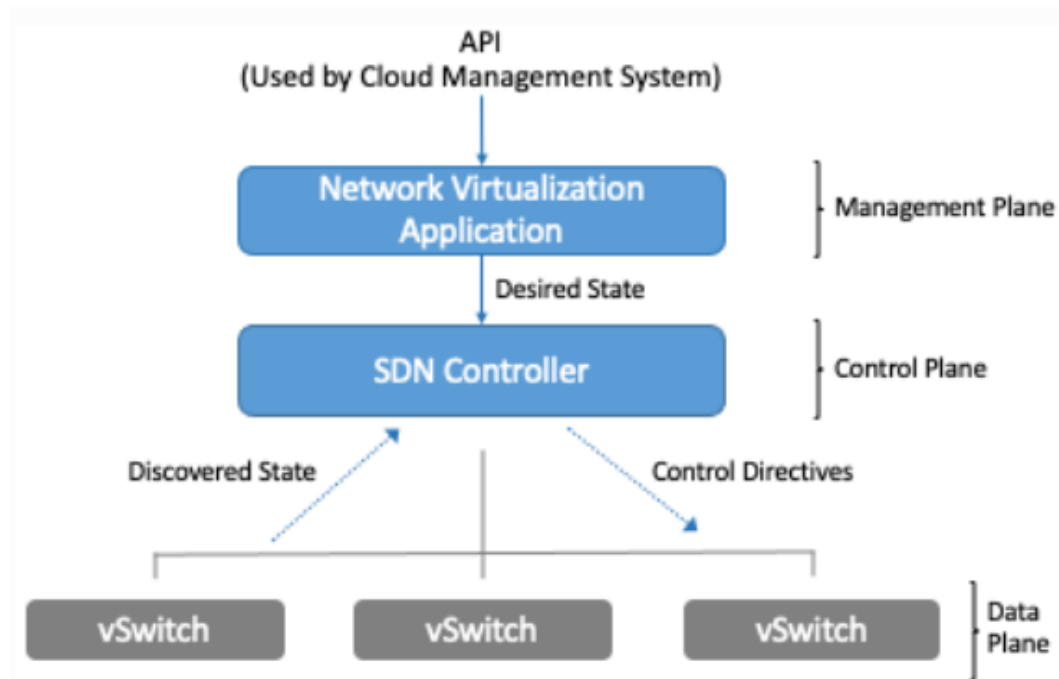 API
(Used by Cloud Management System)
Network Virtualization
Application
Management Plane
Desired State
SDN Controller
Control Plane
Discovered State
Control Directives
vSwitch
vSwitch
vSwitch
Data
Plane